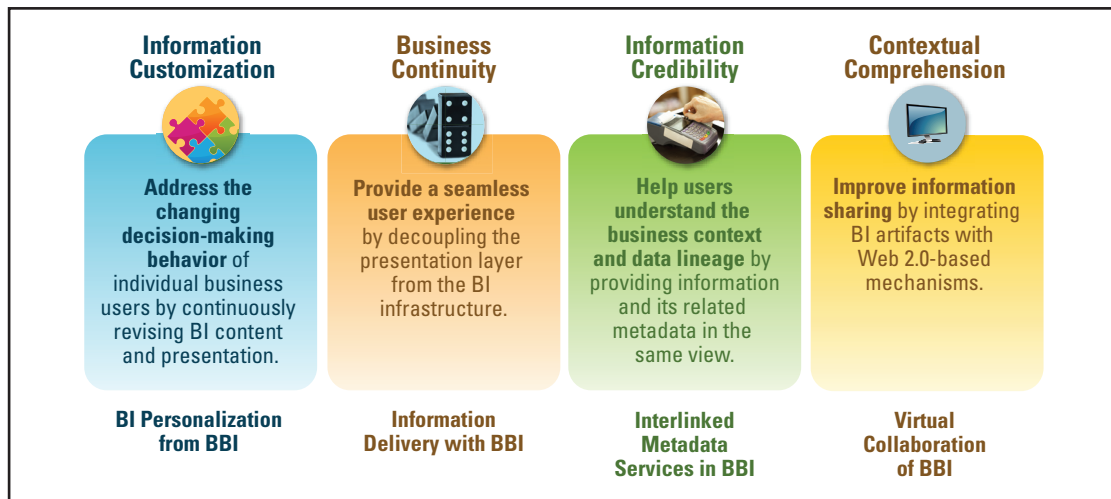 Information
Customization
Address the
changing
decision-making
behavior of
individual business
users by continuously
revising BI content
and presentation.
BI Personalization
from BBI
Business
Continuity
Provide a seamless
user experience
by decoupling the
presentation layer
from the BI
infrastructure.
Information
Delivery with BBI
Information
Credibility
Help users
understand the
business context
and data lineage by
providing information
and its related
metadata in the
same view.
Interlinked
Metadata
Services in BBI
Contextual
Comprehension
Improve information
sharing by integrating
BI artifacts with
Web 2.0-based
mechanisms.
Virtual
Collaboration
of BBI